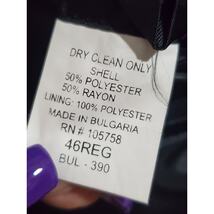 DRY CLEAN ONLY
SHELL
50% POLYESTER
50% RAYON
LINING: 100% POLYESTER
MADE IN BULGARIA
RN # 105758
46REG
BUL - 390